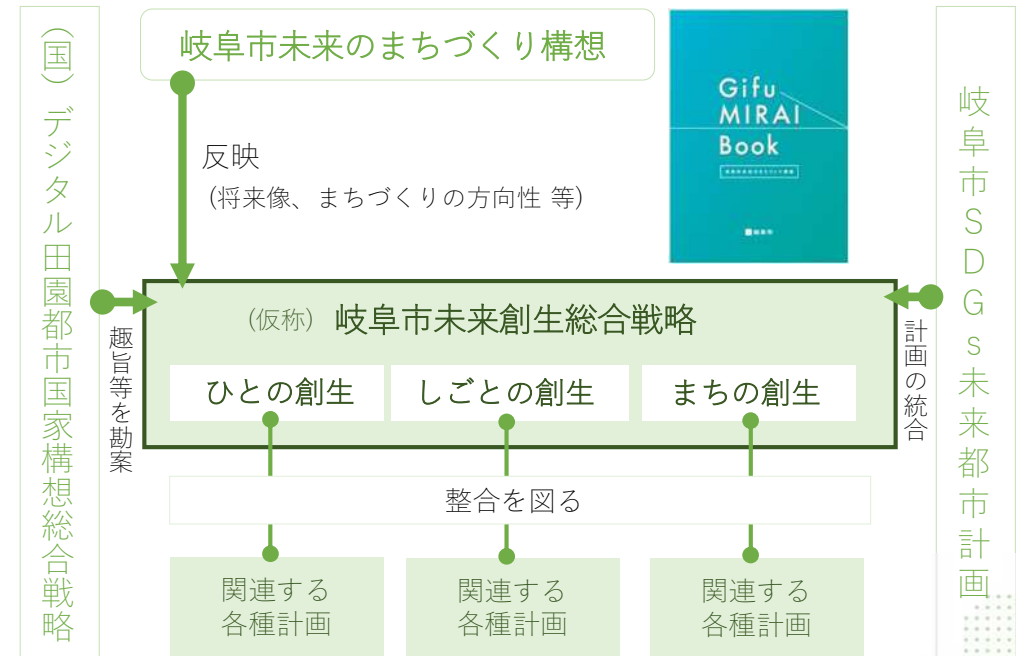 岐阜市未来のまちづくり構想
(国)デジタル田園都市国家構想総合戦略
Gifu
MIRAI
Book
岐阜市
反映
(将来像、まちづくりの方向性 等)
岐阜市SDGs未来都市計画
趣旨等を勘案
(仮称) 岐阜市未来創生総合戦略
計画の統合
ひとの創生
しごとの創生
まちの創生
整合を図る
関連する
各種計画
関連する
各種計画
関連する
各種計画